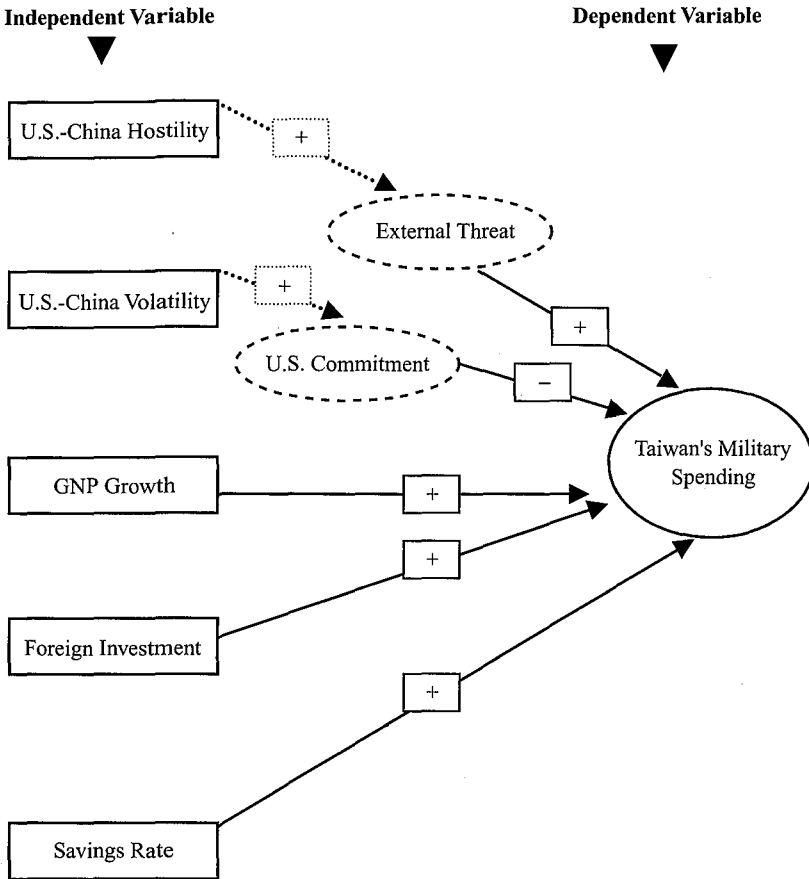 Independent Variable
Dependent Variable
U.S.-China Hostility
+
External Threat
U.S.-China Volatility
+
+
U.S. Commitment
−
Taiwan's Military
Spending
GNP Growth
+
+
Foreign Investment
+
Savings Rate